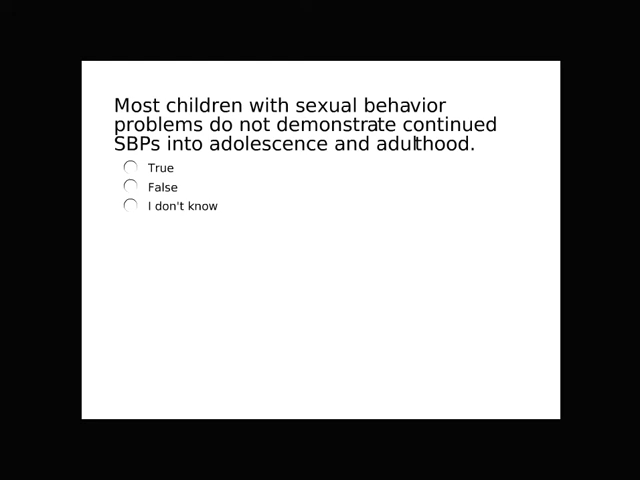 Most children with sexual behavior
problems do not demonstrate continued
SBPs into adolescence and adulthood.
True
False
I don't know